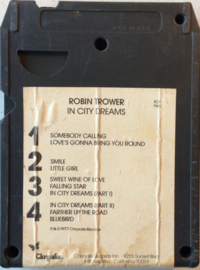 ROBIN TROWER
IN CITY DREAMS
1
SOMEBODY CALLING
LOVE'S GONNA BRING YOU ROUND
2
SMILE
LITTLE GIRL
3
SWEET WINE OF LOVE
FALLING STAR
IN CITY DREAMS (PART I)
4
IN CITY DREAMS (PART II)
FARTHER UP THE ROAD
BLUEBIRD
Chrysalis